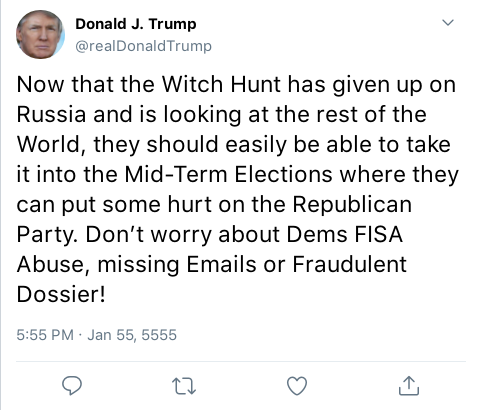 Donald J. Trump
@realDonaldTrump
Now that the Witch Hunt has given up on
Russia and is looking at the rest of the
World, they should easily be able to take
it into the Mid-Term Elections where they
can put some hurt on the Republican
Party. Don’t worry about Dems FISA
Abuse, missing Emails or Fraudulent
Dossier!
5:55 PM · Jan 55, 5555